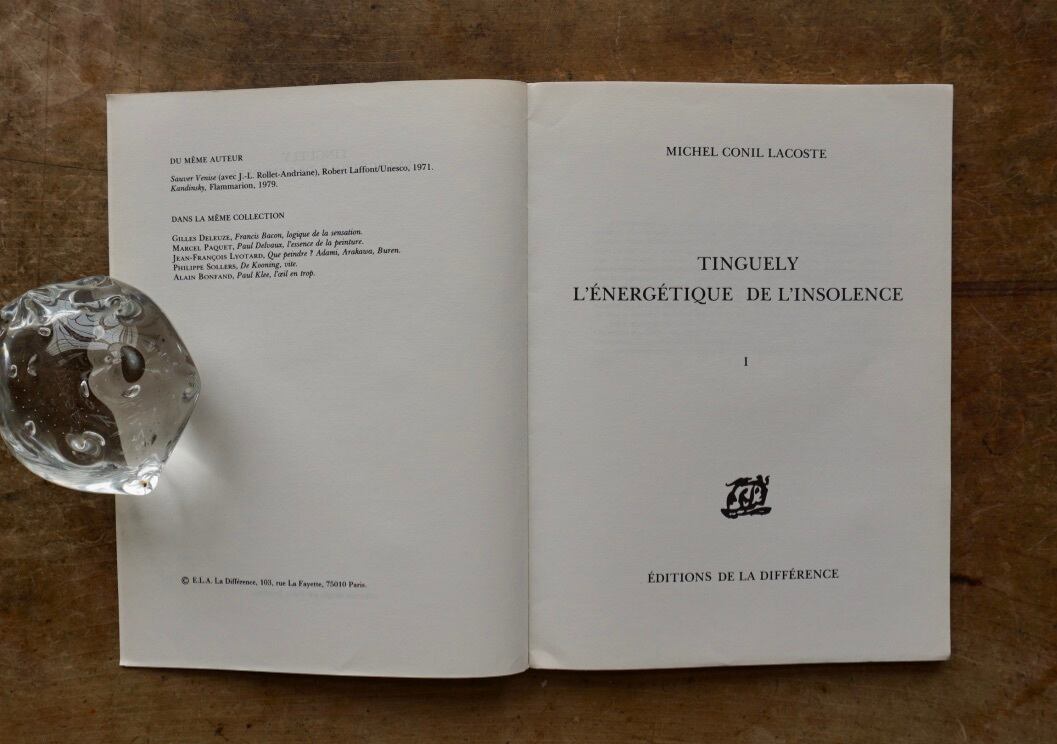 DU MÊME AUTEUR
Sauver Venise (avec J.-L. Rollet-Andriane), Robert Laffont/Unesco, 1971.
Kandinsky, Flammarion, 1979.
DANS LA MÊME COLLECTION
GILLES DELEUZE, Francis Bacon, logique de la sensation.
MARCEL PAQUET, Paul Delvaux, l'essence de la peinture.
JEAN-FRANÇOIS LYOTARD, Que peindre ? Adami, Arakawa, Buren.
PHILIPPE SOLLERS, De Kooning, vite.
ALAIN BONFAND, Paul Klee, l'œil en trop.
© E.L.A. La Différence, 103, rue La Fayette, 75010 Paris.
MICHEL CONIL LACOSTE
TINGUELY
L'ÉNERGÉTIQUE DE L'INSOLENCE
I
ÉDITIONS DE LA DIFFÉRENCE